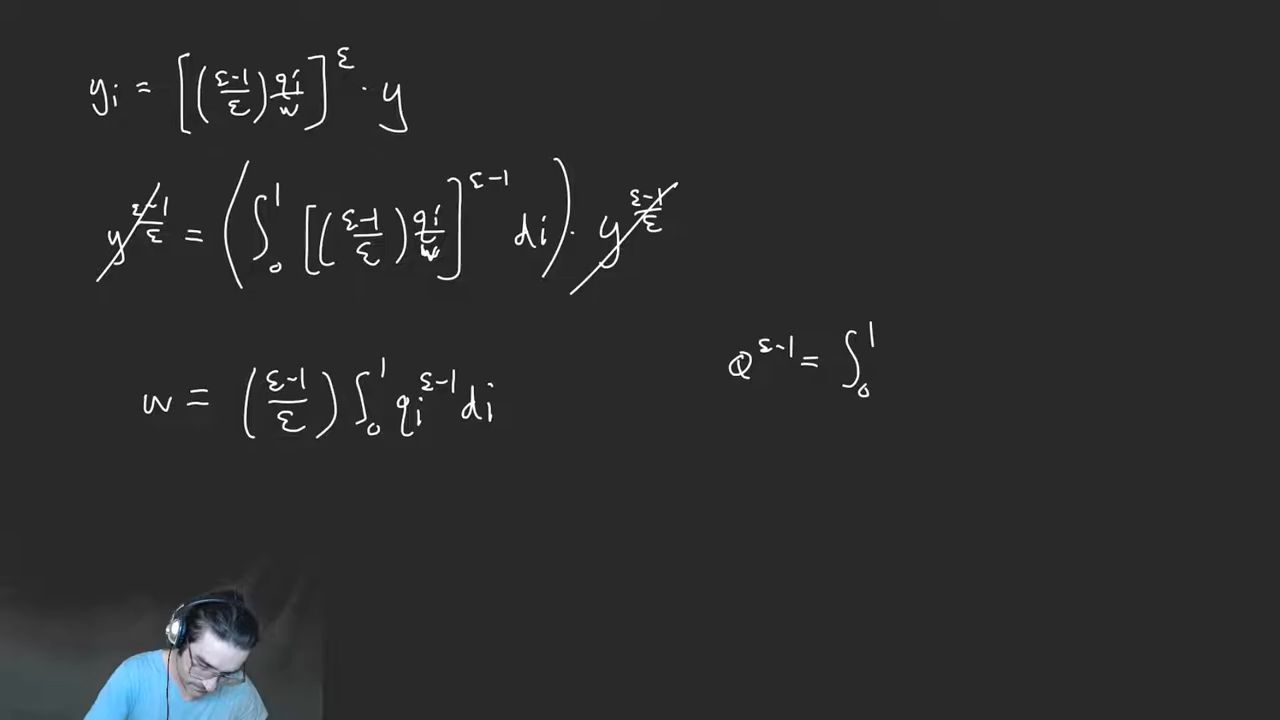 yᵢ = [((ε-1)/ε) qᵢ/w]^ε · y
y^((ε-1)/ε) = (∫₀¹ [((ε-1)/ε) qᵢ/w]^(ε-1) di) · y^((ε-1)/ε)
Q^(ε-1) = ∫₀¹
w = ((ε-1)/ε) ∫₀¹ qᵢ^(ε-1) di